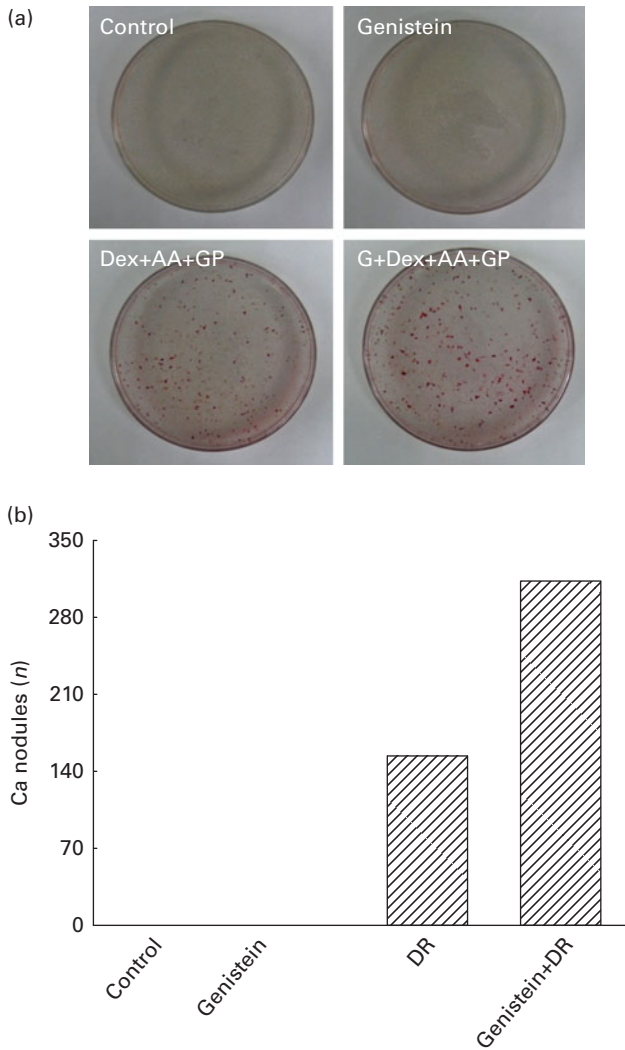 (a)
Control
Genistein
Dex+AA+GP
G+Dex+AA+GP
(b)
350
280
210
140
70
0
Ca nodules (n)
Control
Genistein
DR
Genistein+DR